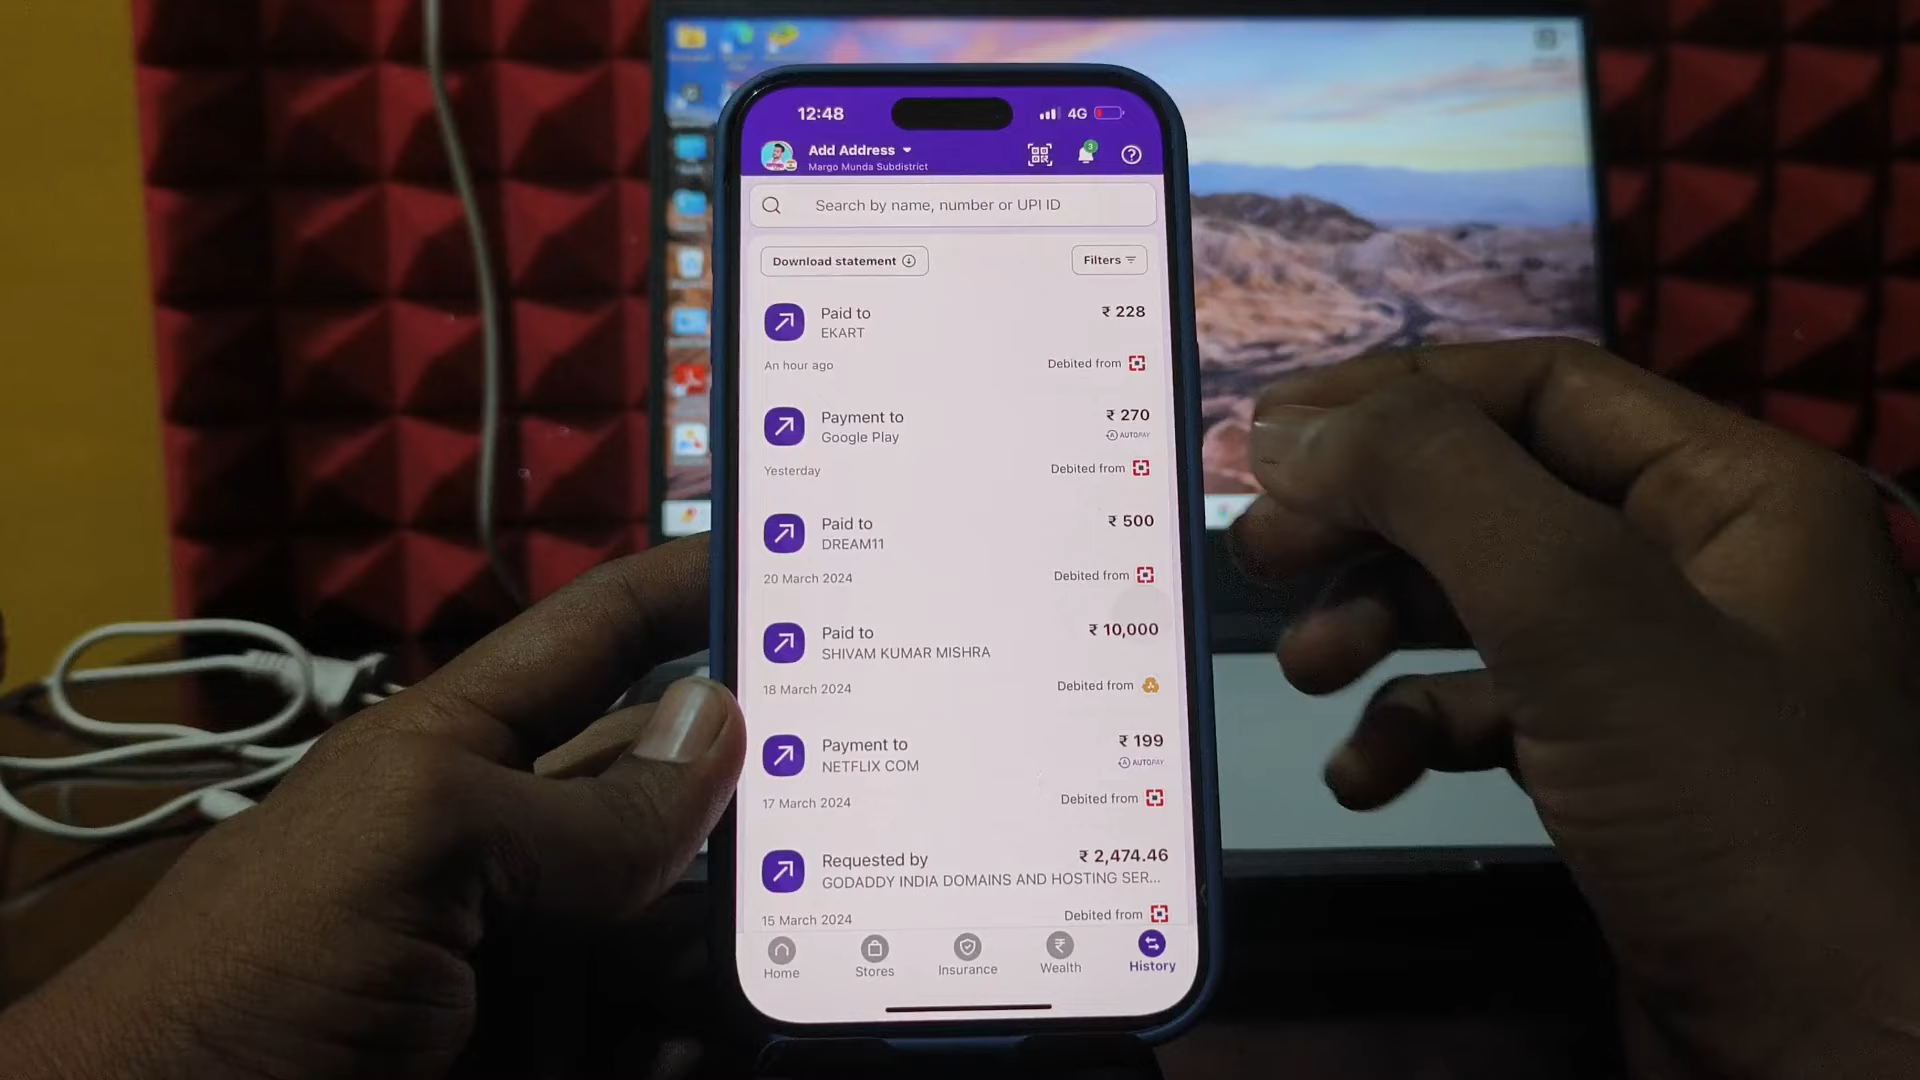 12:48
4G
Add Address
3
Margo Munda Subdistrict
Search by name, number or UPI ID
Download statement
Filters
Paid to
₹ 228
EKART
An hour ago
Debited from
Payment to
₹ 270
Google Play
AUTOPAY
Yesterday
Debited from
Paid to
₹ 500
DREAM11
20 March 2024
Debited from
Paid to
₹ 10,000
SHIVAM KUMAR MISHRA
18 March 2024
Debited from
Payment to
₹ 199
NETFLIX COM
AUTOPAY
17 March 2024
Debited from
Requested by
₹ 2,474.46
GODADDY INDIA DOMAINS AND HOSTING SER...
15 March 2024
Debited from
Home
Stores
Insurance
Wealth
History